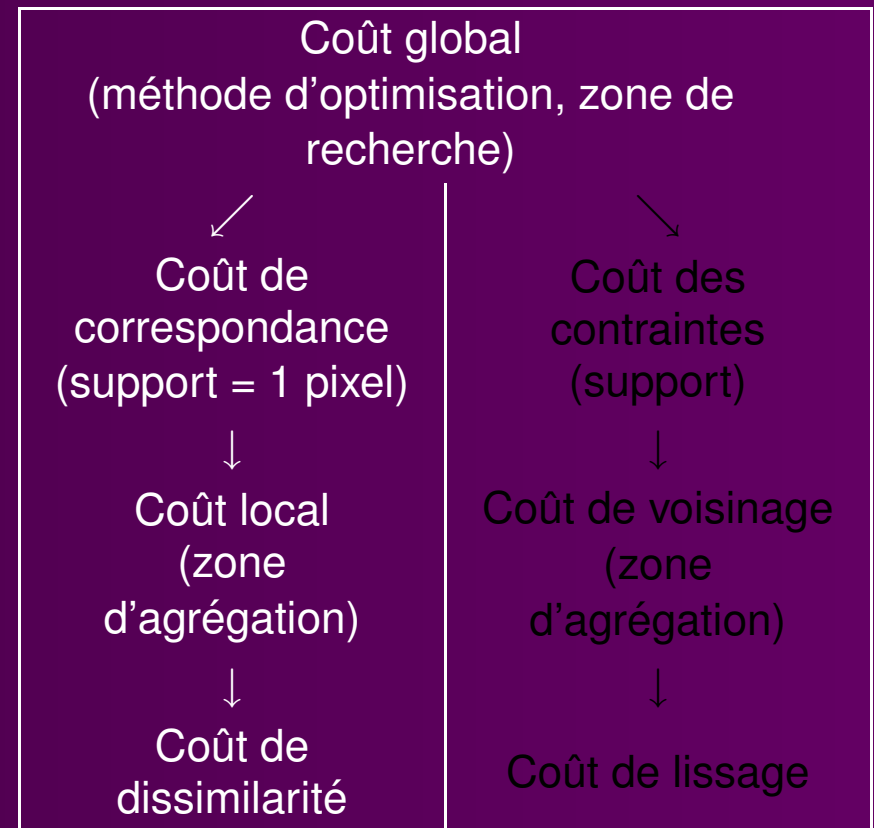 Coût global
(méthode d'optimisation, zone de
recherche)
↙
Coût de
correspondance
(support = 1 pixel)
↓
Coût local
(zone
d'agrégation)
↓
Coût de
dissimilarité
↘
Coût des
contraintes
(support)
↓
Coût de voisinage
(zone
d'agrégation)
↓
Coût de lissage